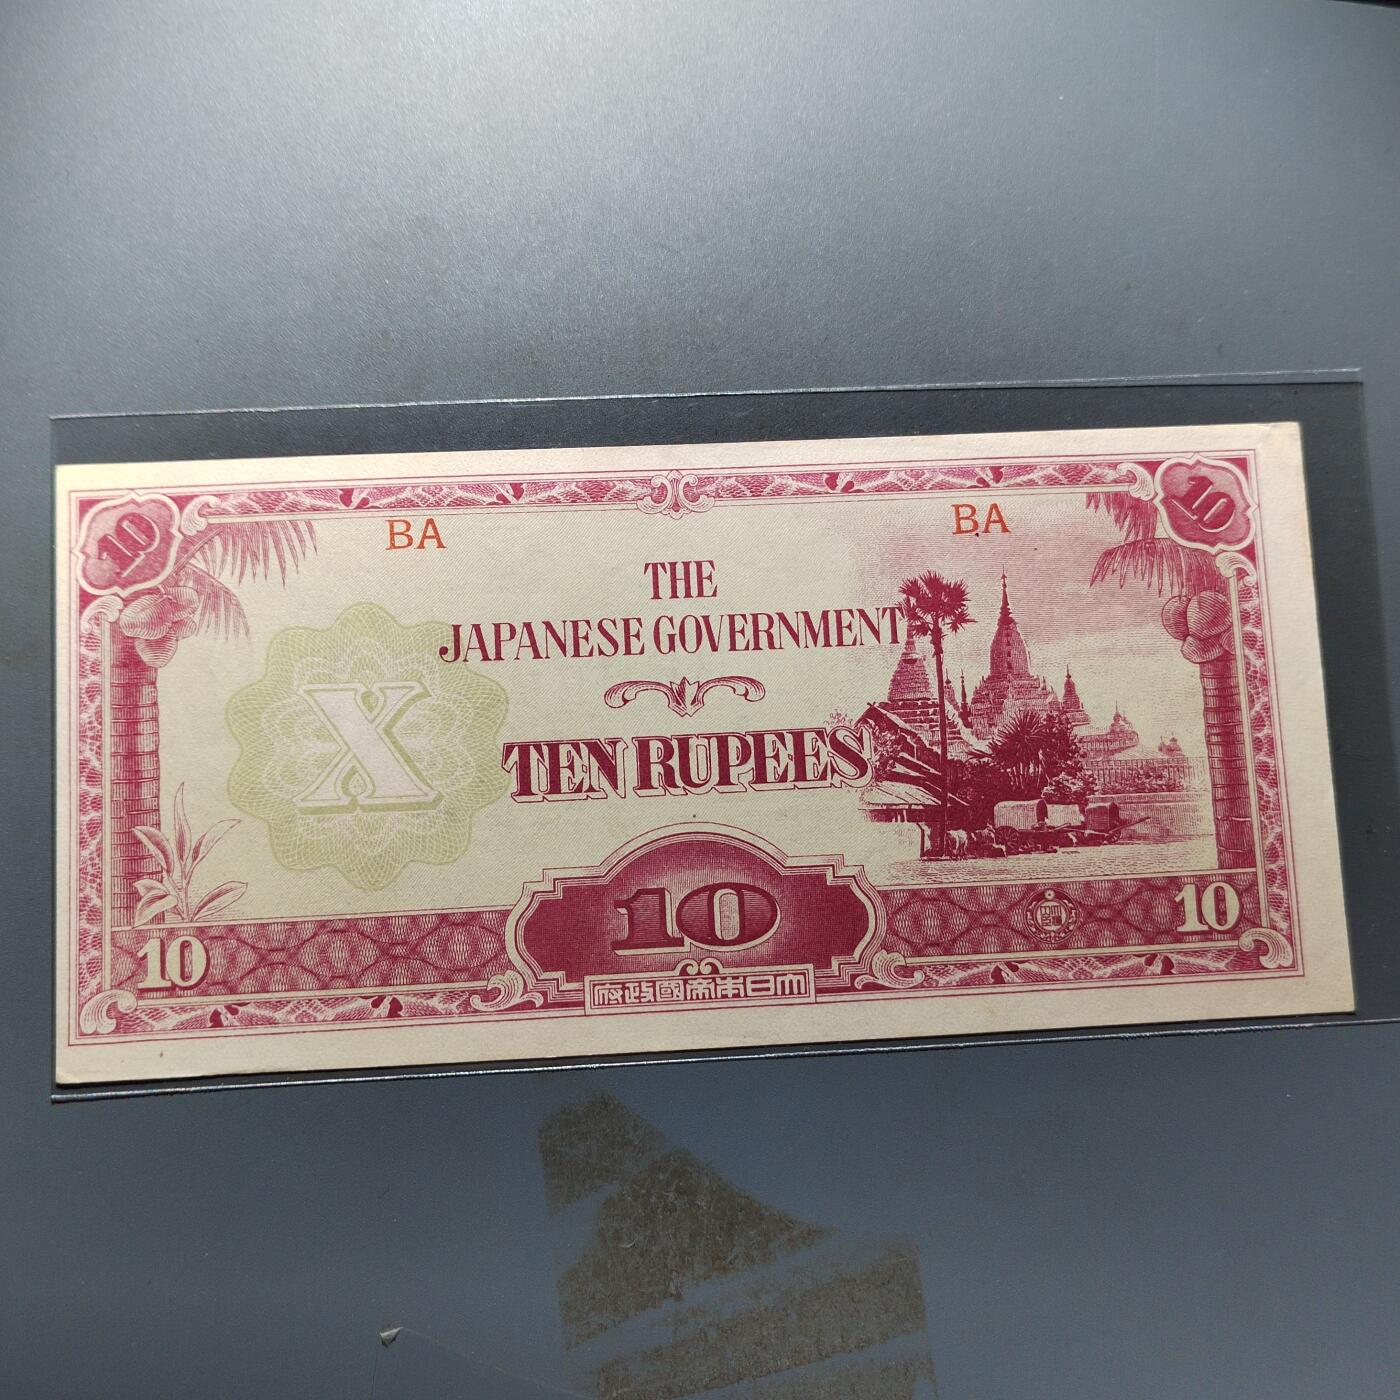 10
10
BA
BA
THE
JAPANESE GOVERNMENT
X
TEN RUPEES
10
10
10
府政國帝本日大